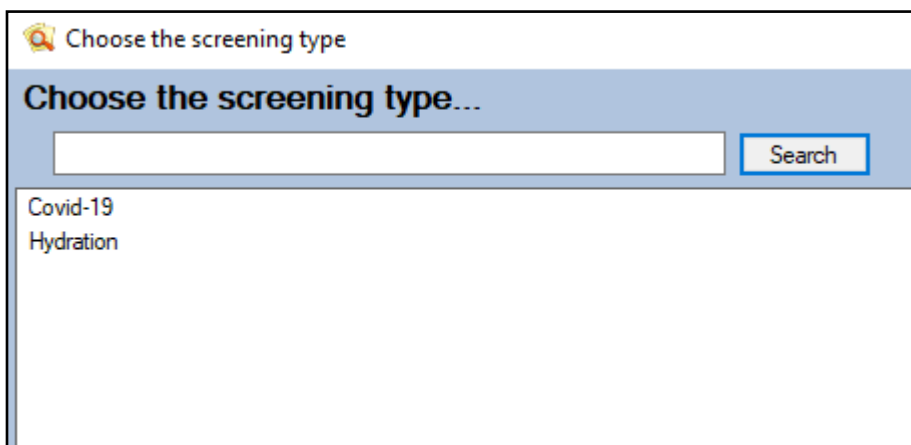 Choose the screening type
Choose the screening type...
Search
Covid-19
Hydration